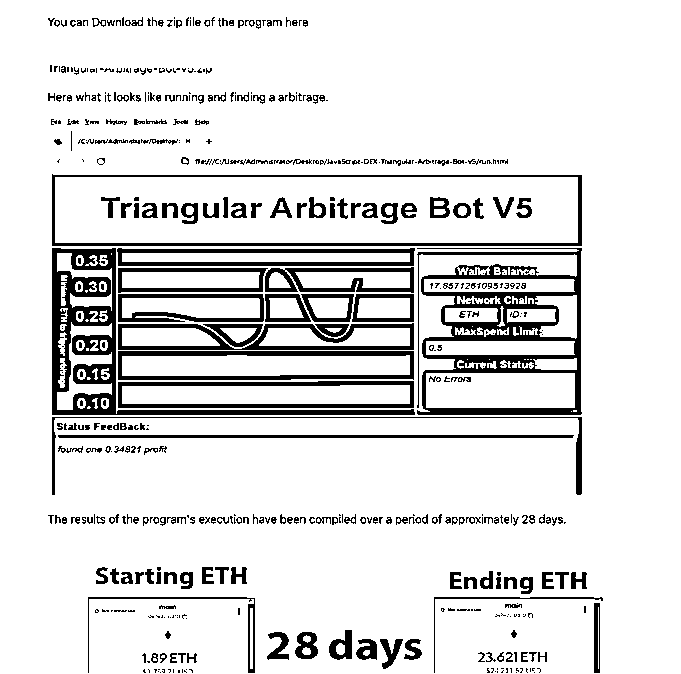 You can Download the zip file of the program here
Triangular-Arbitrage-Bot-V5.zip
Here what it looks like running and finding a arbitrage.
File Edit View History Bookmarks Tools Help
/C:/Users/Administrator/Desktop/: × +
file:///C:/Users/Administrator/Desktop/JavaScript-DEX-Triangular-Arbitrage-Bot-v5/run.html
Triangular Arbitrage Bot V5
0.35
0.30
0.25
0.20
0.15
0.10
Minimum ETH to trigger arbitrage
Wallet Balance:
17.857126109513928
Network Chain:
ETH ID:1
MaxSpend Limit:
0.5
Current Status:
No Errors
Status FeedBack:
found one 0.34821 profit
The results of the program's execution have been compiled over a period of approximately 28 days.
Starting ETH
Ending ETH
main
main
28 days
1.89 ETH
23.621 ETH